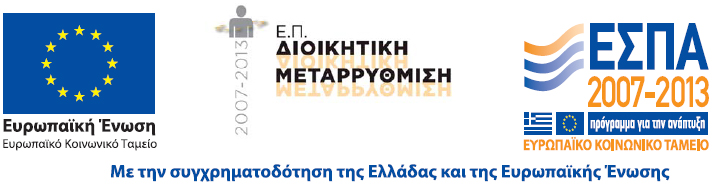 Ευρωπαϊκή Ένωση
Ευρωπαϊκό Κοινωνικό Ταμείο
2007-2013
Ε.Π.
ΔΙΟΙΚΗΤΙΚΗ
ΜΕΤΑΡΡΥΘΜΙΣΗ
ΕΣΠΑ
2007-2013
πρόγραμμα για την ανάπτυξη
ΕΥΡΩΠΑΪΚΟ ΚΟΙΝΩΝΙΚΟ ΤΑΜΕΙΟ
Με την συγχρηματοδότηση της Ελλάδας και της Ευρωπαϊκής Ένωσης